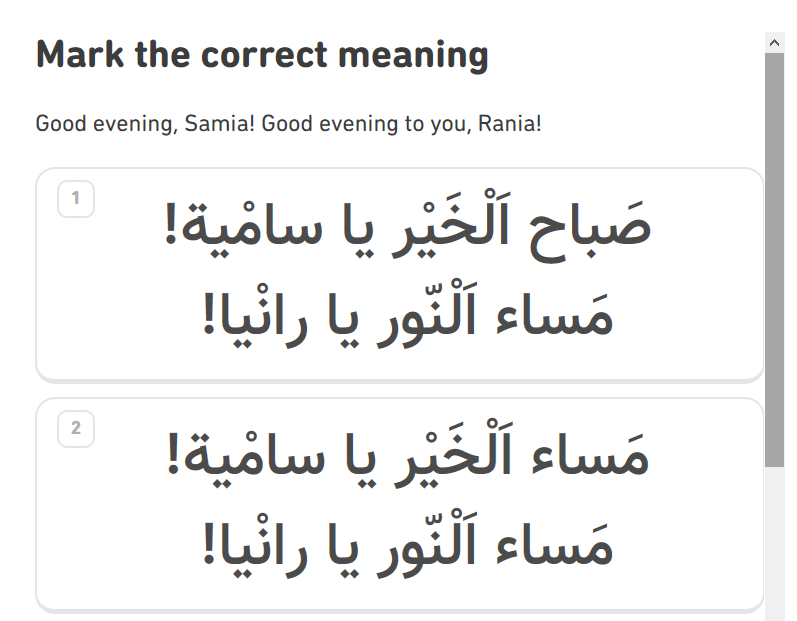 Mark the correct meaning
Good evening, Samia! Good evening to you, Rania!
1
صَباح اَلْخَيْر يا سامْية!
مَساء اَلْنّور يا رانْيا!
2
مَساء اَلْخَيْر يا سامْية!
مَساء اَلْنّور يا رانْيا!